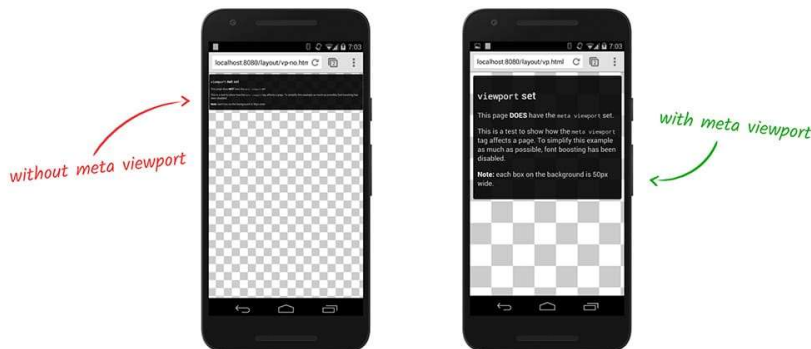 7:03
localhost:8080/layout/vp-no.htm
viewport not set
without meta viewport
7:03
localhost:8080/layout/vp.html
viewport set
This page DOES have the meta viewport set.
This is a test to show how the meta viewport
tag affects a page. To simplify this example
as much as possible, font boosting has been
disabled.
Note: each box on the background is 50px
wide.
with meta viewport